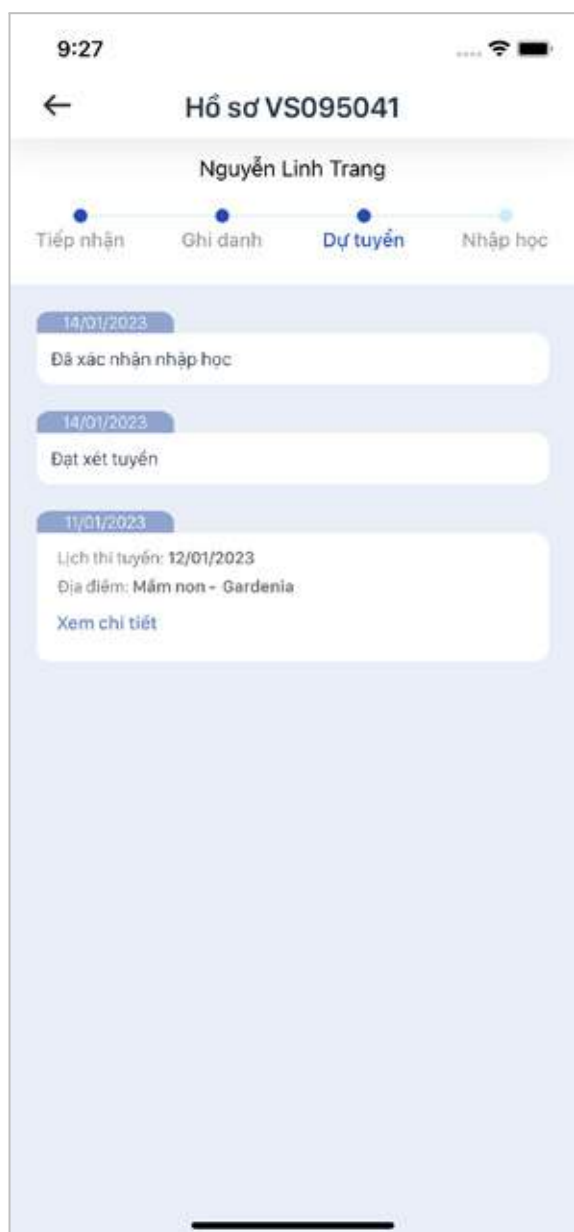 9:27
Hồ sơ VS095041
Nguyễn Linh Trang
Tiếp nhận Ghi danh Dự tuyển Nhập học
14/01/2023
Đã xác nhận nhập học
14/01/2023
Đạt xét tuyển
11/01/2023
Lịch thi tuyển: 12/01/2023
Địa điểm: Mầm non - Gardenia
Xem chi tiết